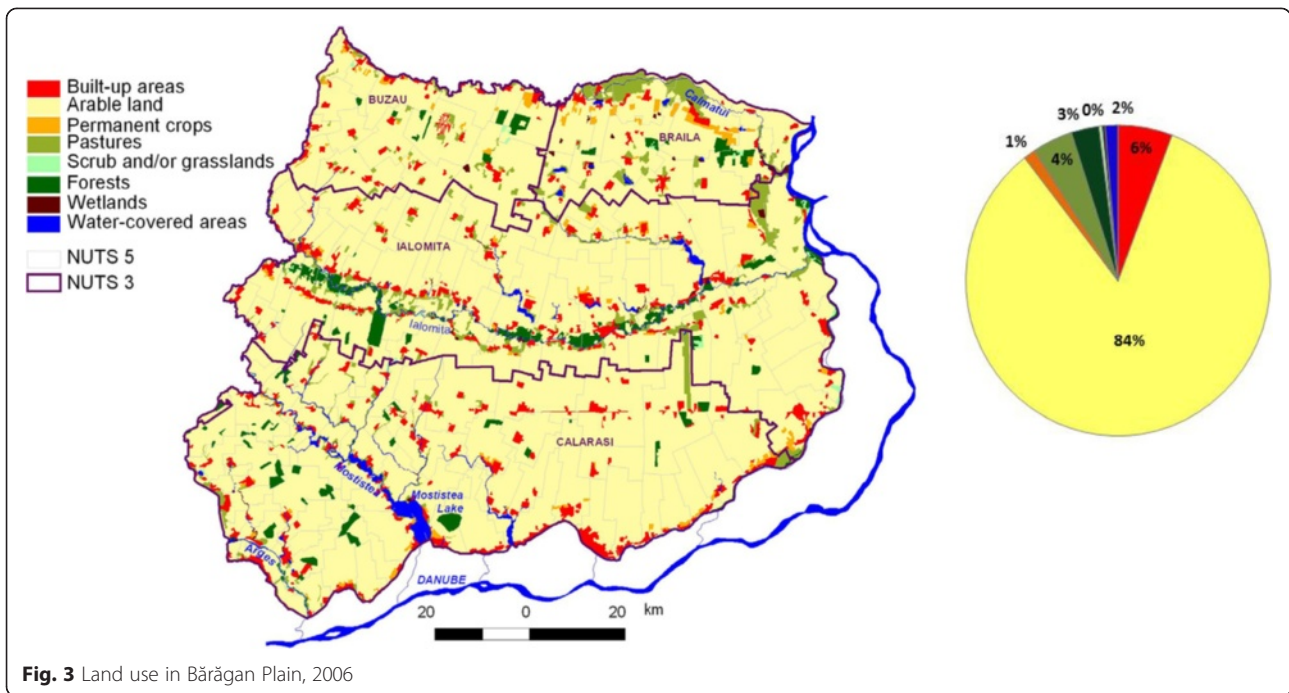 Built-up areas
Arable land
Permanent crops
Pastures
Scrub and/or grasslands
Forests
Wetlands
Water-covered areas
NUTS 5
NUTS 3
BUZAU
Calmatui
BRAILA
IALOMITA
Ialomita
CALARASI
Mostistea
Mostistea
Lake
Arges
DANUBE
20 0 20 km
1%
4%
3%
0%
2%
6%
84%
Fig. 3 Land use in Bărăgan Plain, 2006